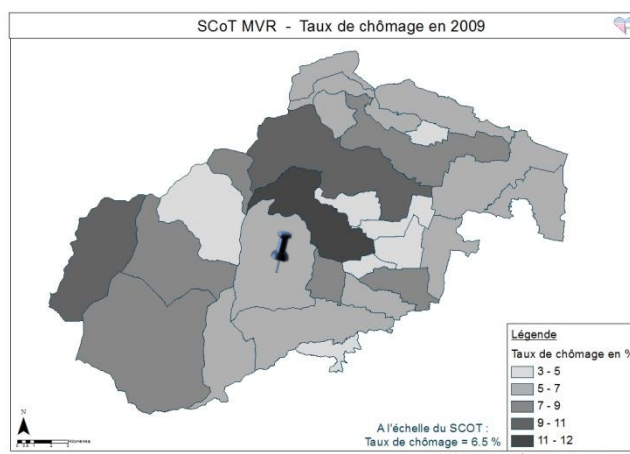 SCoT MVR - Taux de chômage en 2009
Légende
Taux de chômage en %
3 - 5
5 - 7
7 - 9
9 - 11
11 - 12
A l'échelle du SCOT :
Taux de chômage = 6.5 %
N